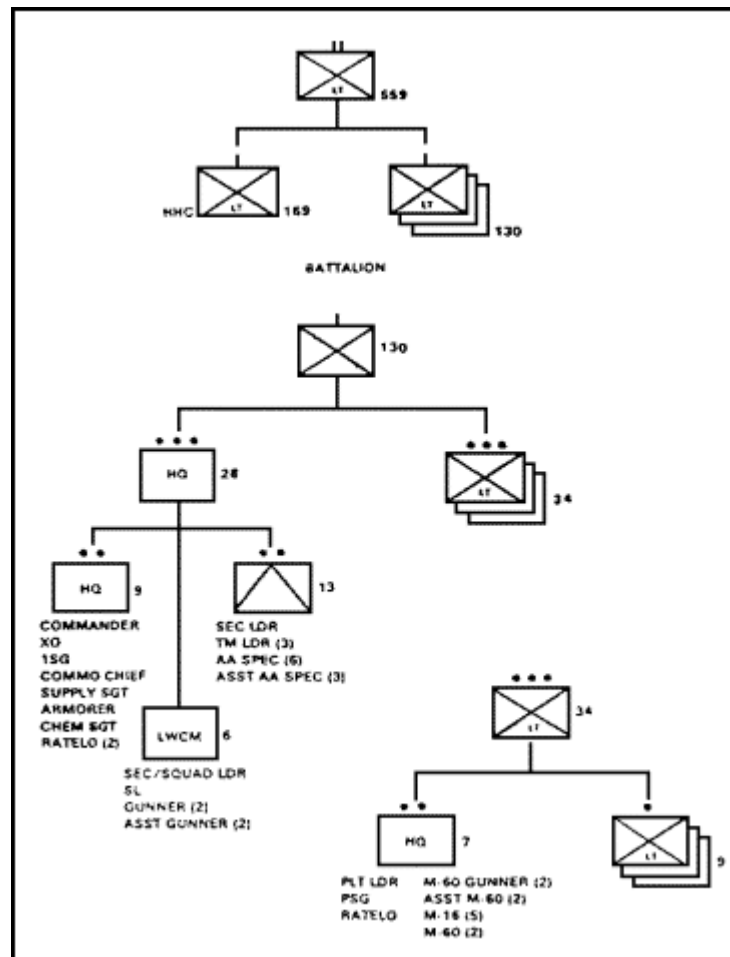 LT
559
HHC
LT
169
LT
130
BATTALION
130
HQ
28
LT
34
HQ
9
13
COMMANDER
XO
1SG
COMMO CHIEF
SUPPLY SGT
ARMORER
CHEM SGT
RATELO (2)
SEC LDR
TM LDR (3)
AA SPEC (6)
ASST AA SPEC (3)
LWCM
6
SEC/SQUAD LDR
SL
GUNNER (2)
ASST GUNNER (2)
LT
34
HQ
7
LT
9
PLT LDR M-60 GUNNER (2)
PSG ASST M-60 (2)
RATELO M-16 (5)
M-60 (2)